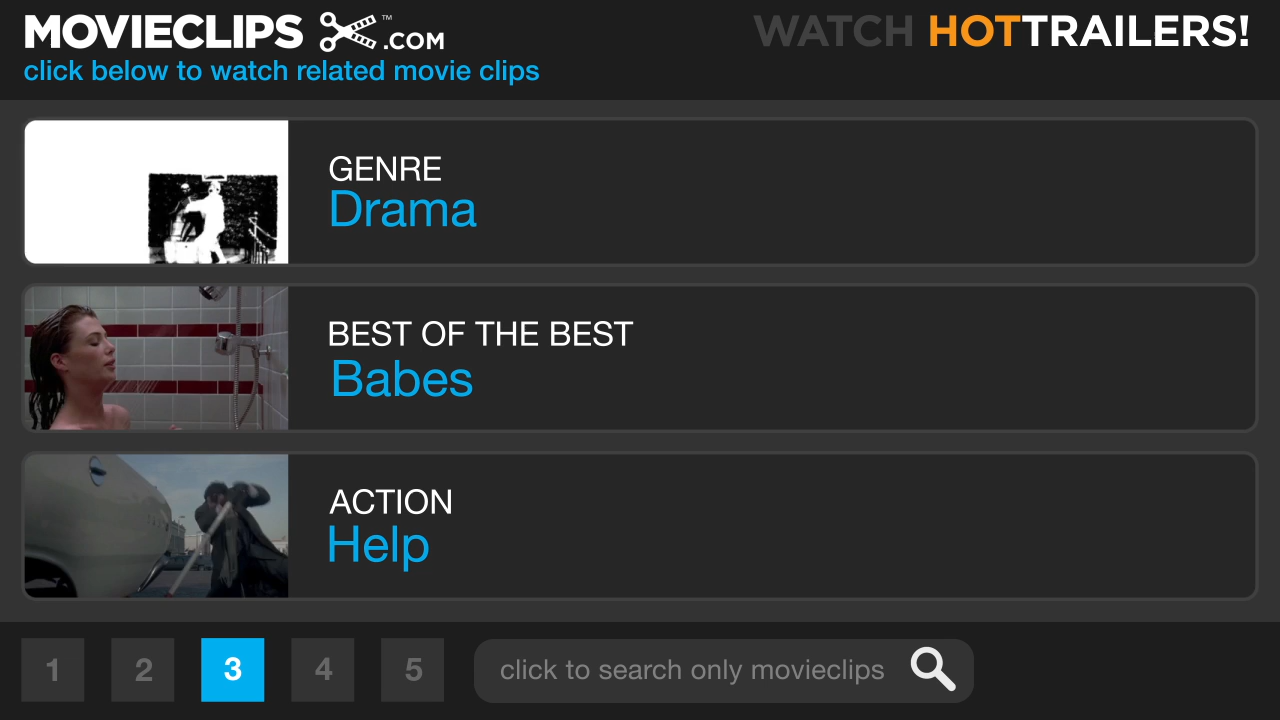 MOVIECLIPS ™ .COM
WATCH HOTTRAILERS!
click below to watch related movie clips
GENRE
Drama
BEST OF THE BEST
Babes
ACTION
Help
1 2 3 4 5 click to search only movieclips